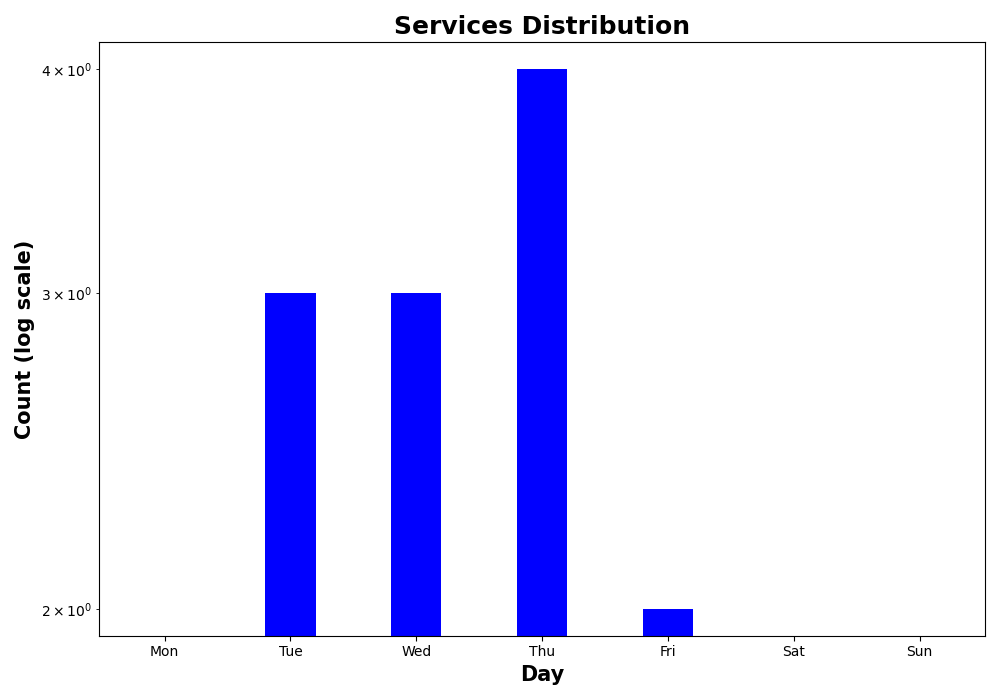 Services Distribution
Count (log scale)
4 × 10⁰
3 × 10⁰
2 × 10⁰
Mon Tue Wed Thu Fri Sat Sun
Day